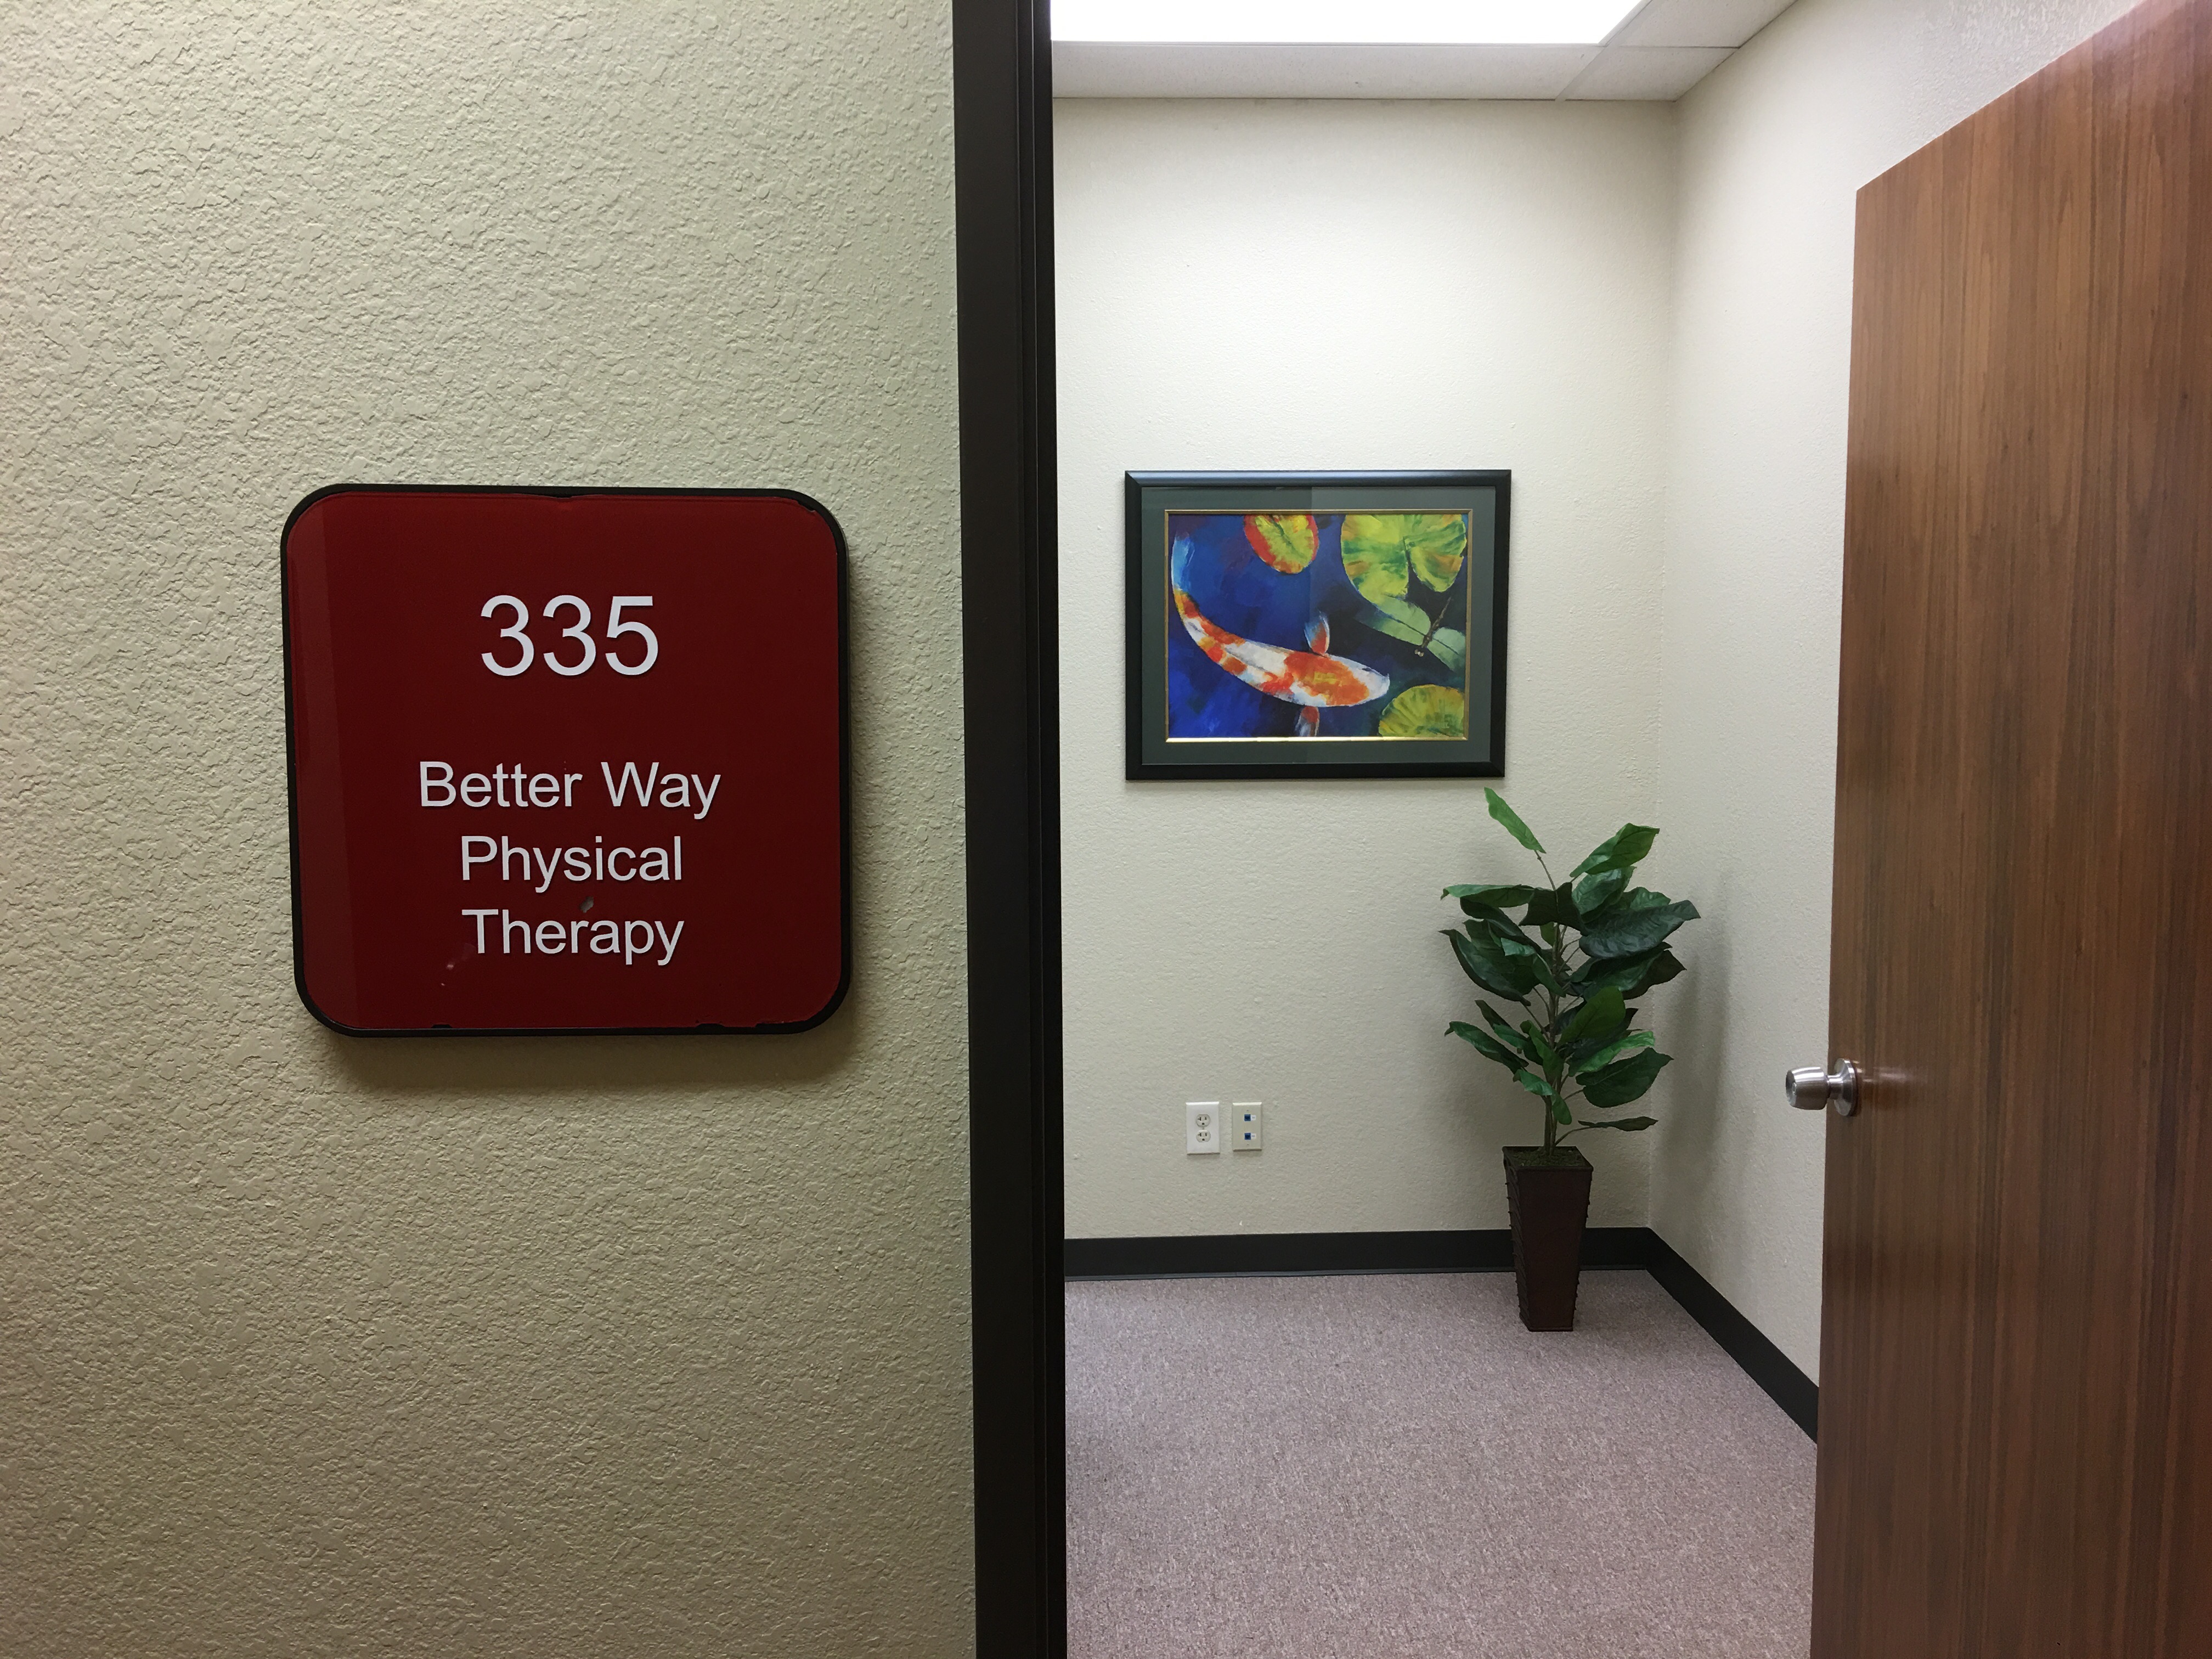 335
Better Way
Physical
Therapy